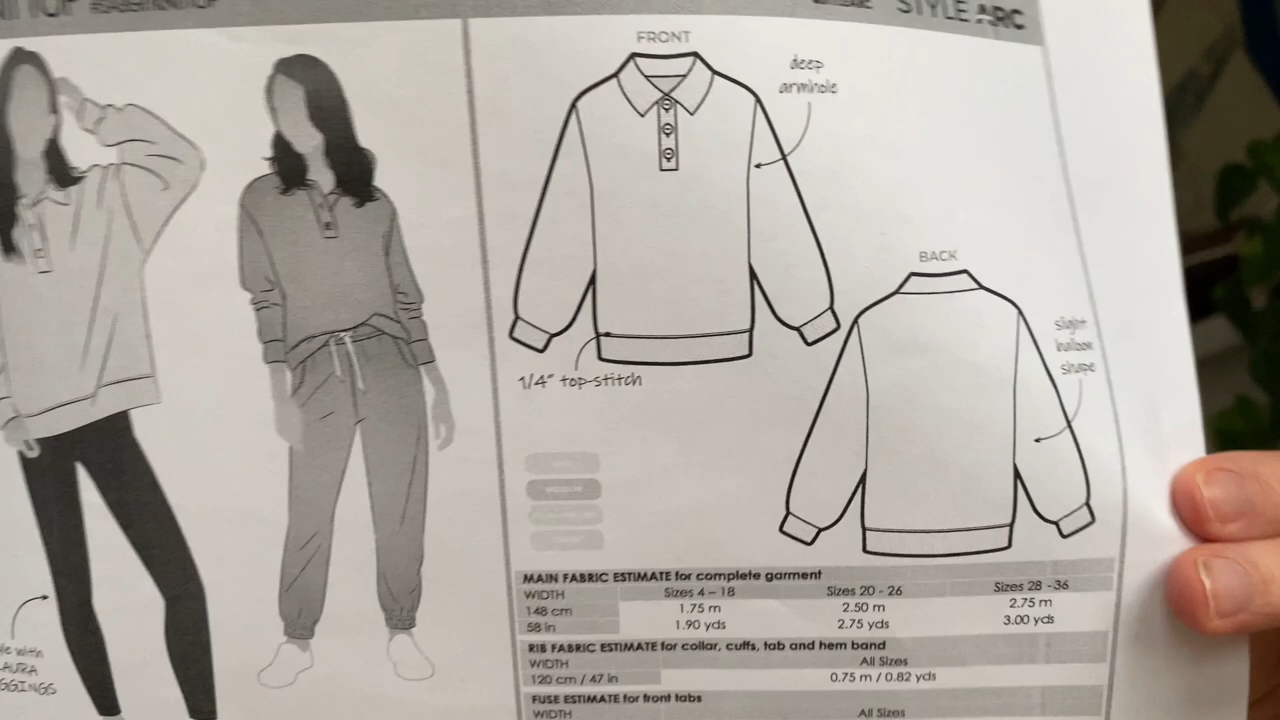 STYLE ARC
FRONT
deep
armhole
BACK
slight
balloon
shape
1/4" top-stitch
MAIN FABRIC ESTIMATE for complete garment
WIDTH Sizes 4 – 18 Sizes 20 - 26 Sizes 28 -36
148 cm 1.75 m 2.50 m 2.75 m
58 in 1.90 yds 2.75 yds 3.00 yds
RIB FABRIC ESTIMATE for collar, cuffs, tab and hem band
WIDTH All Sizes
120 cm / 47 in 0.75 m / 0.82 yds
FUSE ESTIMATE for front tabs
WIDTH All Sizes
with